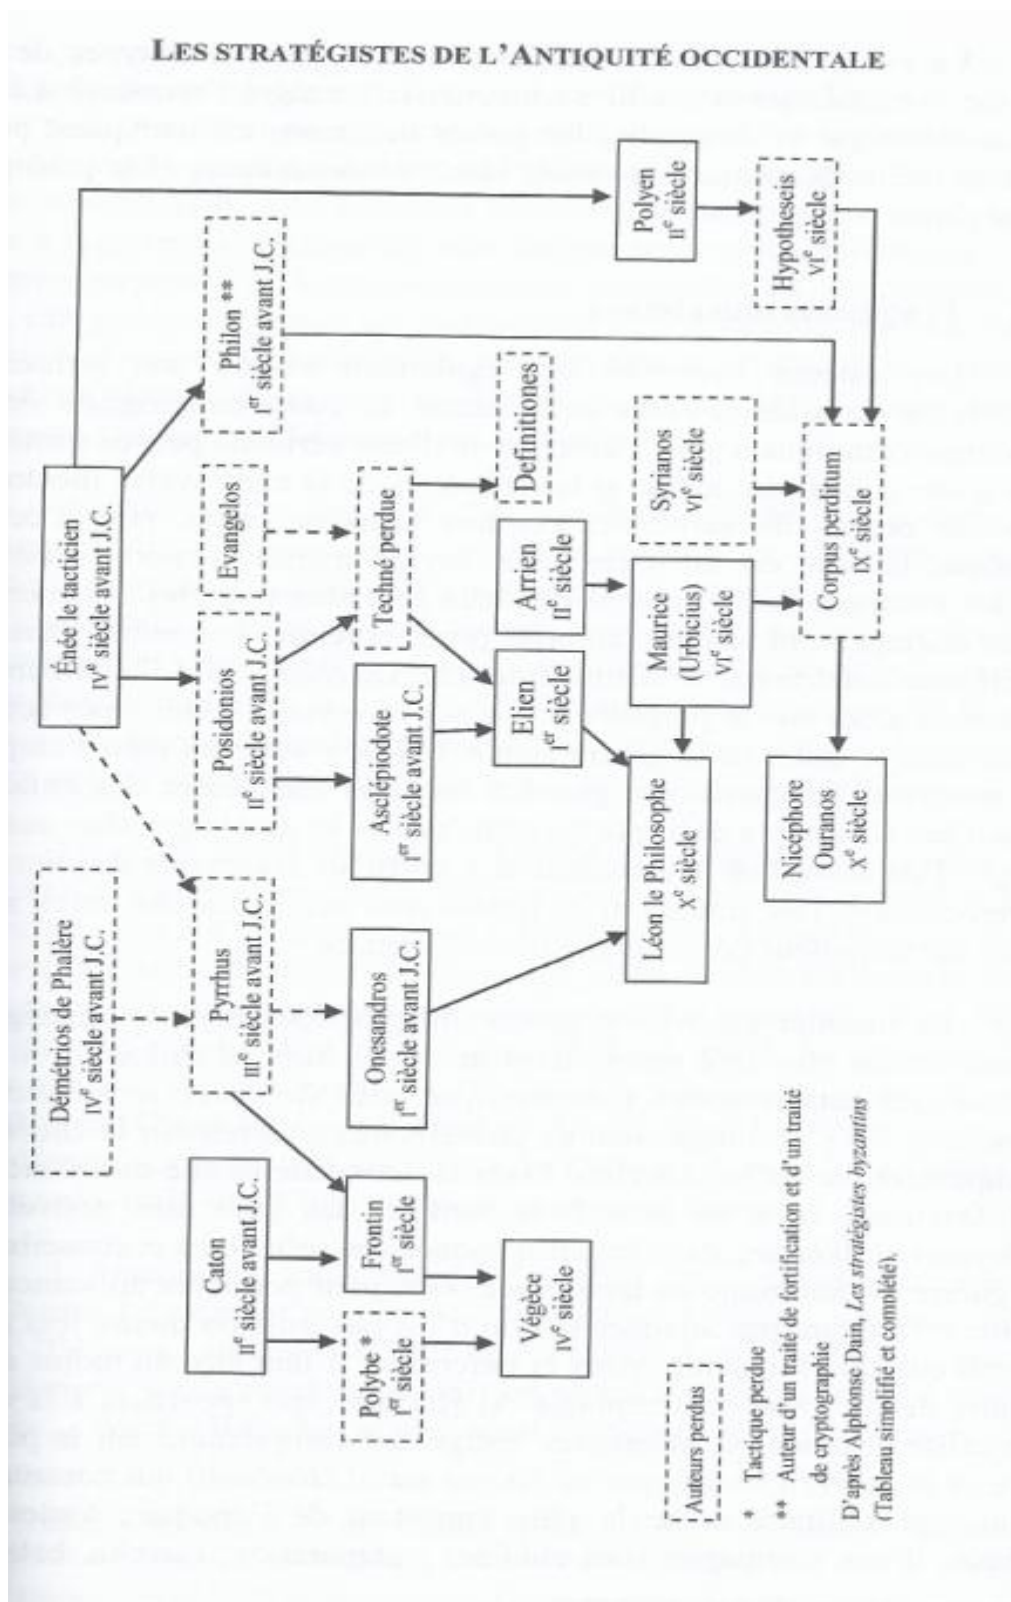 LES STRATÉGISTES DE L'ANTIQUITÉ OCCIDENTALE
Démétrios de Phalère
IVe siècle avant J.C.
Énée le tacticien
IVe siècle avant J.C.
Caton
IIe siècle avant J.C.
Pyrrhus
IIIe siècle avant J.C.
Posidonios
IIe siècle avant J.C.
Evangelos
Philon **
Ier siècle avant J.C.
Polybe *
Ier siècle
Frontin
Ier siècle
Onesandros
Ier siècle avant J.C.
Asclépiodote
Ier siècle avant J.C.
Techné perdue
Végèce
IVe siècle
Elien
Ier siècle
Arrien
IIe siècle
Definitiones
Léon le Philosophe
Xe siècle
Maurice
(Urbicius)
VIe siècle
Syrianos
VIe siècle
Polyen
IIe siècle
Nicéphore
Ouranos
Xe siècle
Corpus perditum
IXe siècle
Hypotheseis
VIe siècle
Auteurs perdus
* Tactique perdue
** Auteur d'un traité de fortification et d'un traité
de cryptographie
D'après Alphonse Dain, Les stratégistes byzantins
(Tableau simplifié et complété).